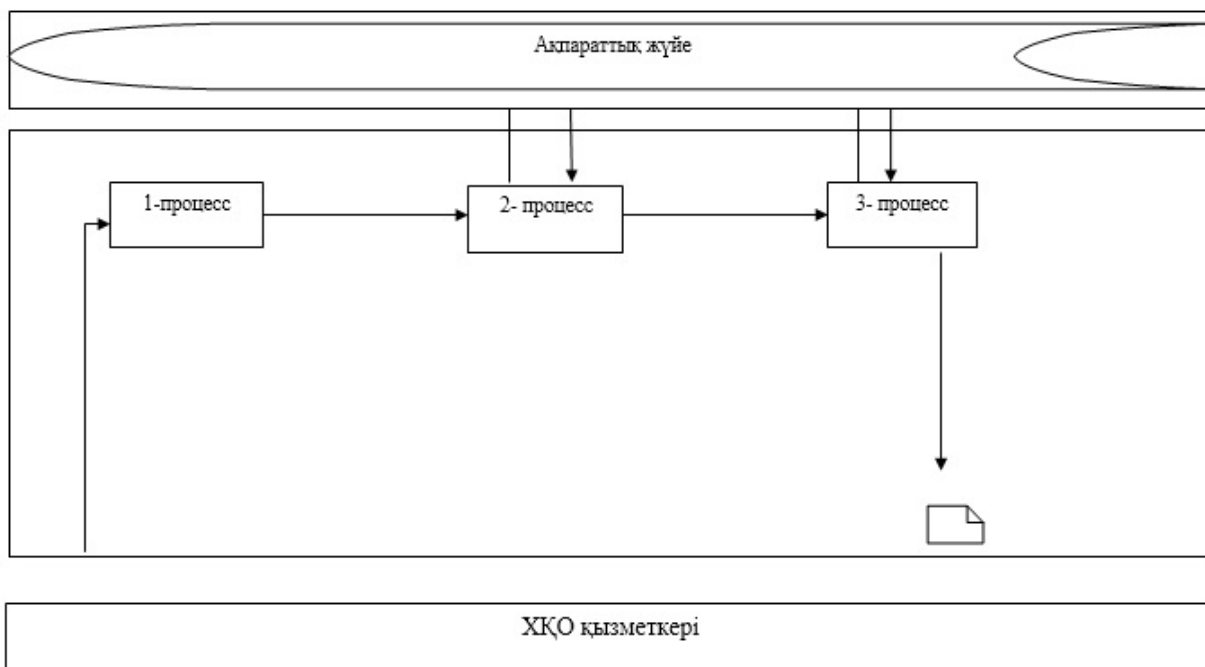 Ақпараттық жүйе
1-процесс
2- процесс
3- процесс
ХҚО қызметкері